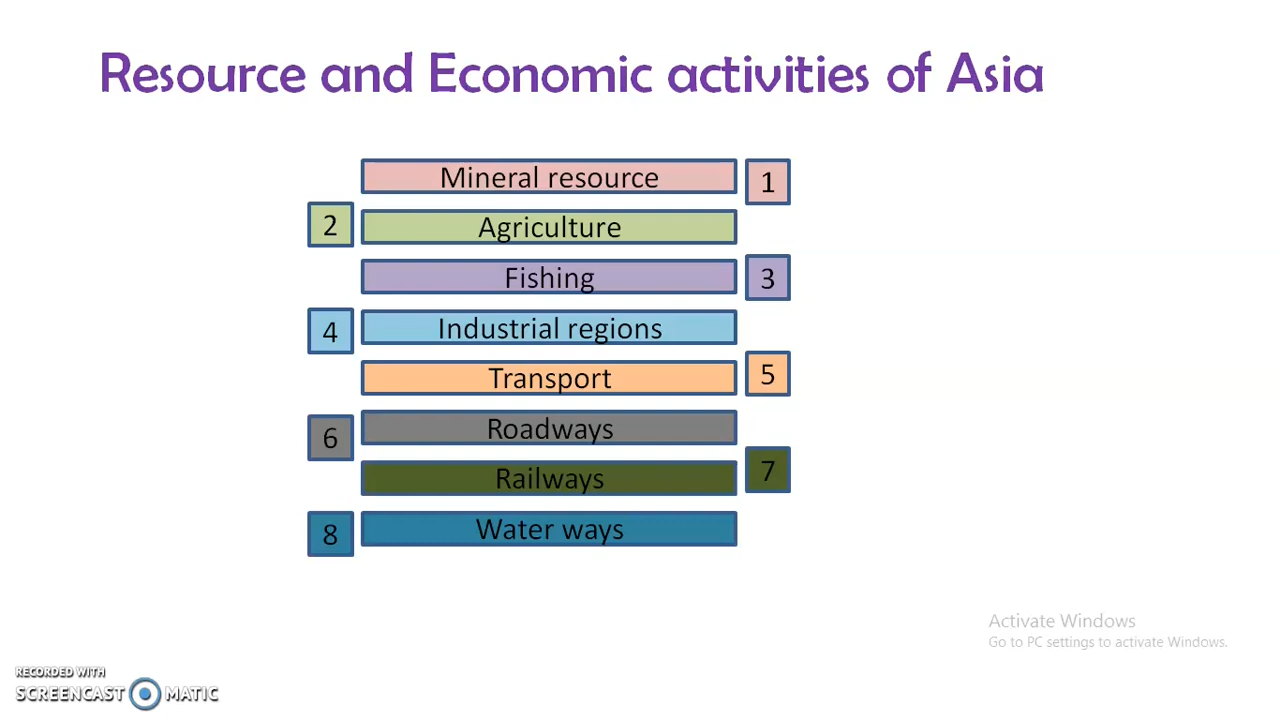 Resource and Economic activities of Asia
Mineral resource 1
2 Agriculture
Fishing 3
4 Industrial regions
Transport 5
6 Roadways
Railways 7
8 Water ways
Activate Windows
Go to PC settings to activate Windows.
RECORDED WITH
SCREENCAST MATIC